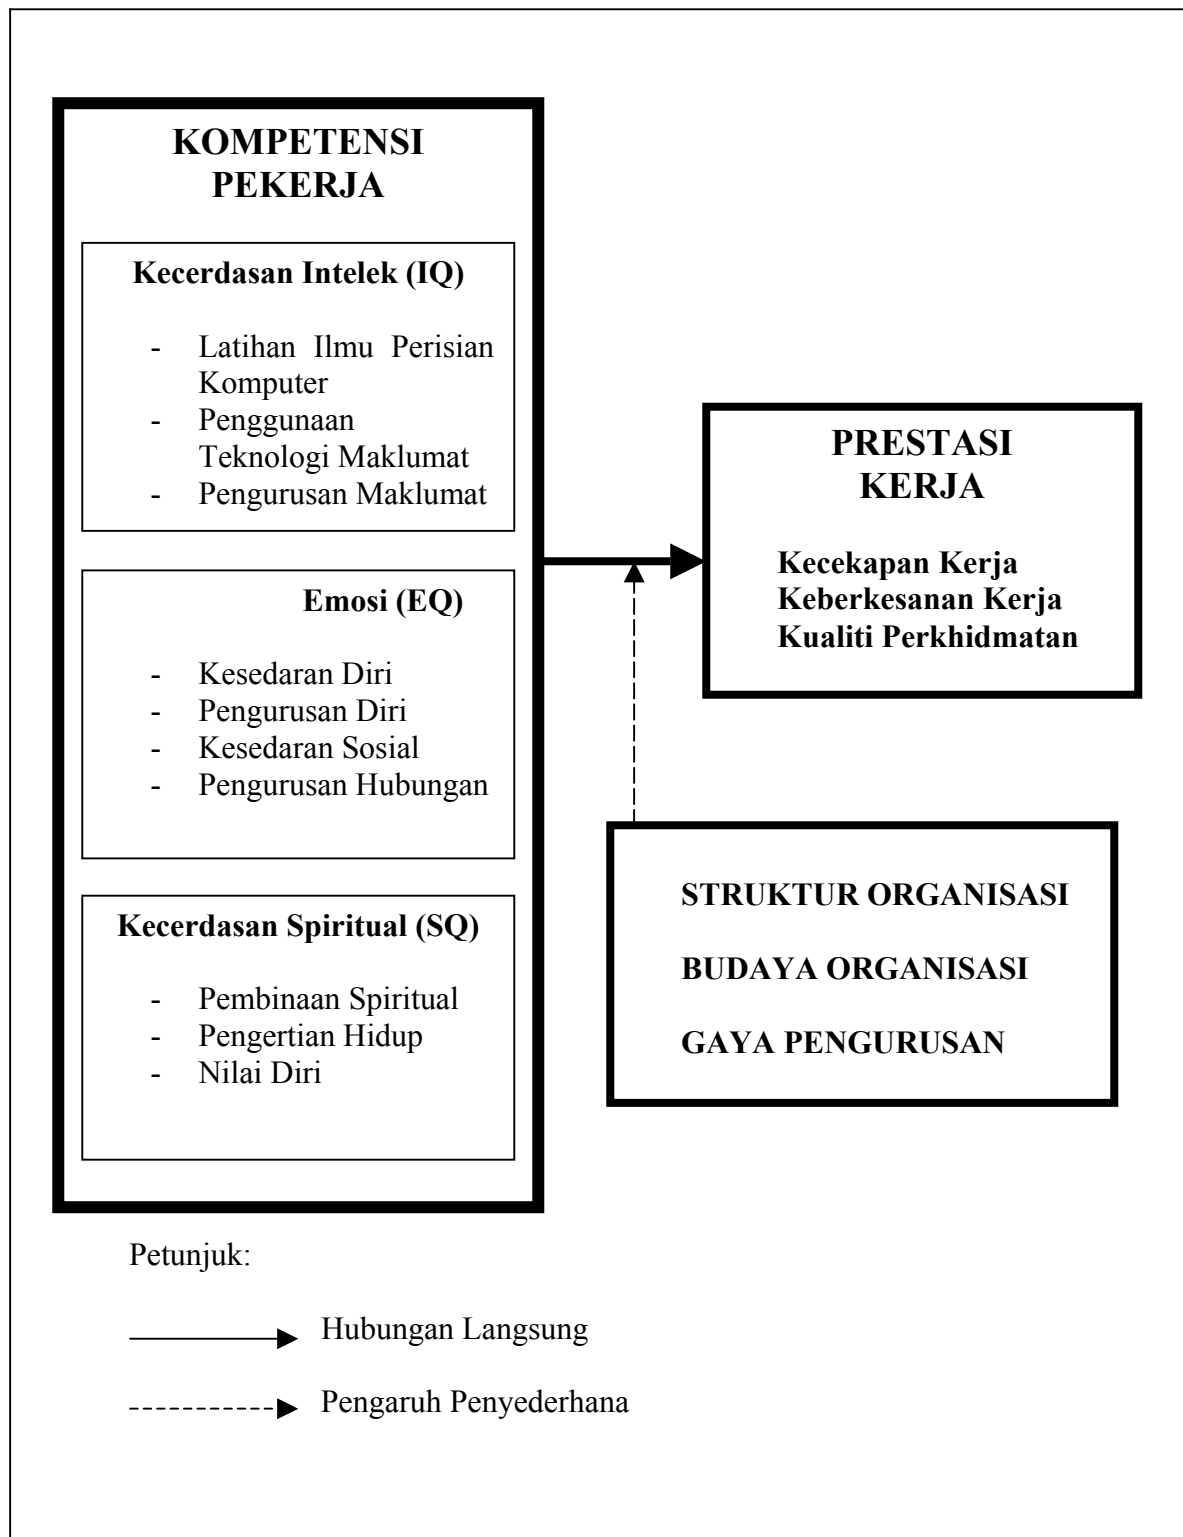 KOMPETENSI
PEKERJA
Kecerdasan Intelek (IQ)
- Latihan Ilmu Perisian
Komputer
- Penggunaan
Teknologi Maklumat
- Pengurusan Maklumat
Emosi (EQ)
- Kesedaran Diri
- Pengurusan Diri
- Kesedaran Sosial
- Pengurusan Hubungan
Kecerdasan Spiritual (SQ)
- Pembinaan Spiritual
- Pengertian Hidup
- Nilai Diri
PRESTASI
KERJA
Kecekapan Kerja
Keberkesanan Kerja
Kualiti Perkhidmatan
STRUKTUR ORGANISASI
BUDAYA ORGANISASI
GAYA PENGURUSAN
Petunjuk:
Hubungan Langsung
Pengaruh Penyederhana